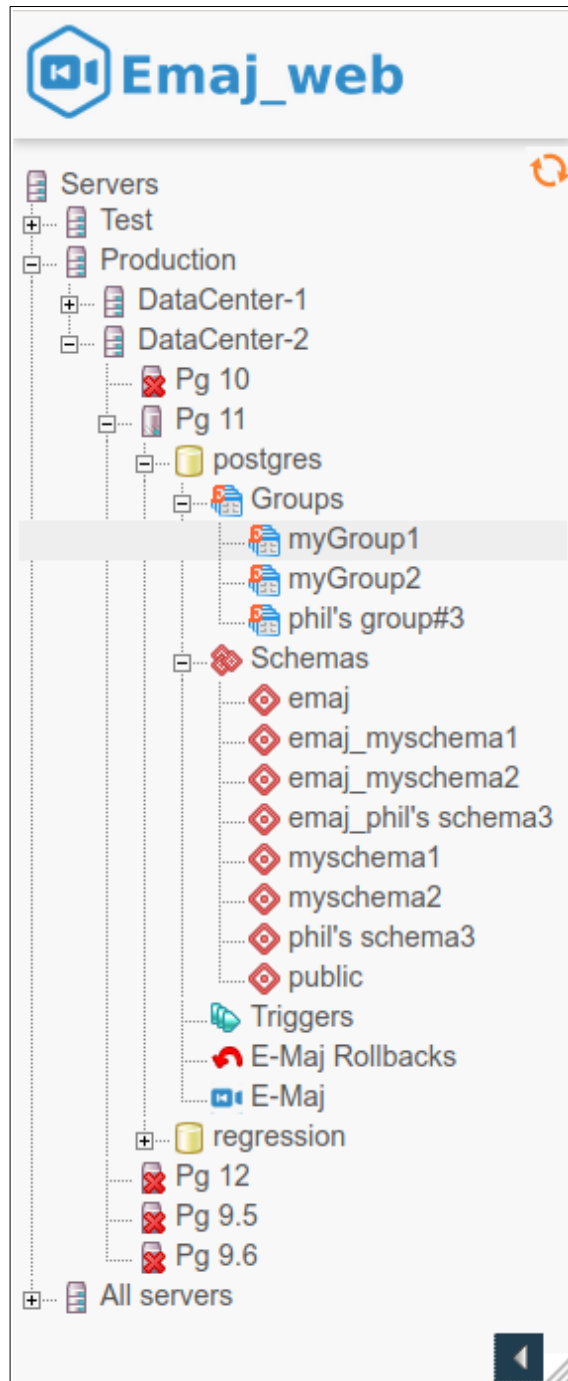 Emaj_web
Servers
Test
Production
DataCenter-1
DataCenter-2
Pg 10
Pg 11
postgres
Groups
myGroup1
myGroup2
phil's group#3
Schemas
emaj
emaj_myschema1
emaj_myschema2
emaj_phil's schema3
myschema1
myschema2
phil's schema3
public
Triggers
E-Maj Rollbacks
E-Maj
regression
Pg 12
Pg 9.5
Pg 9.6
All servers